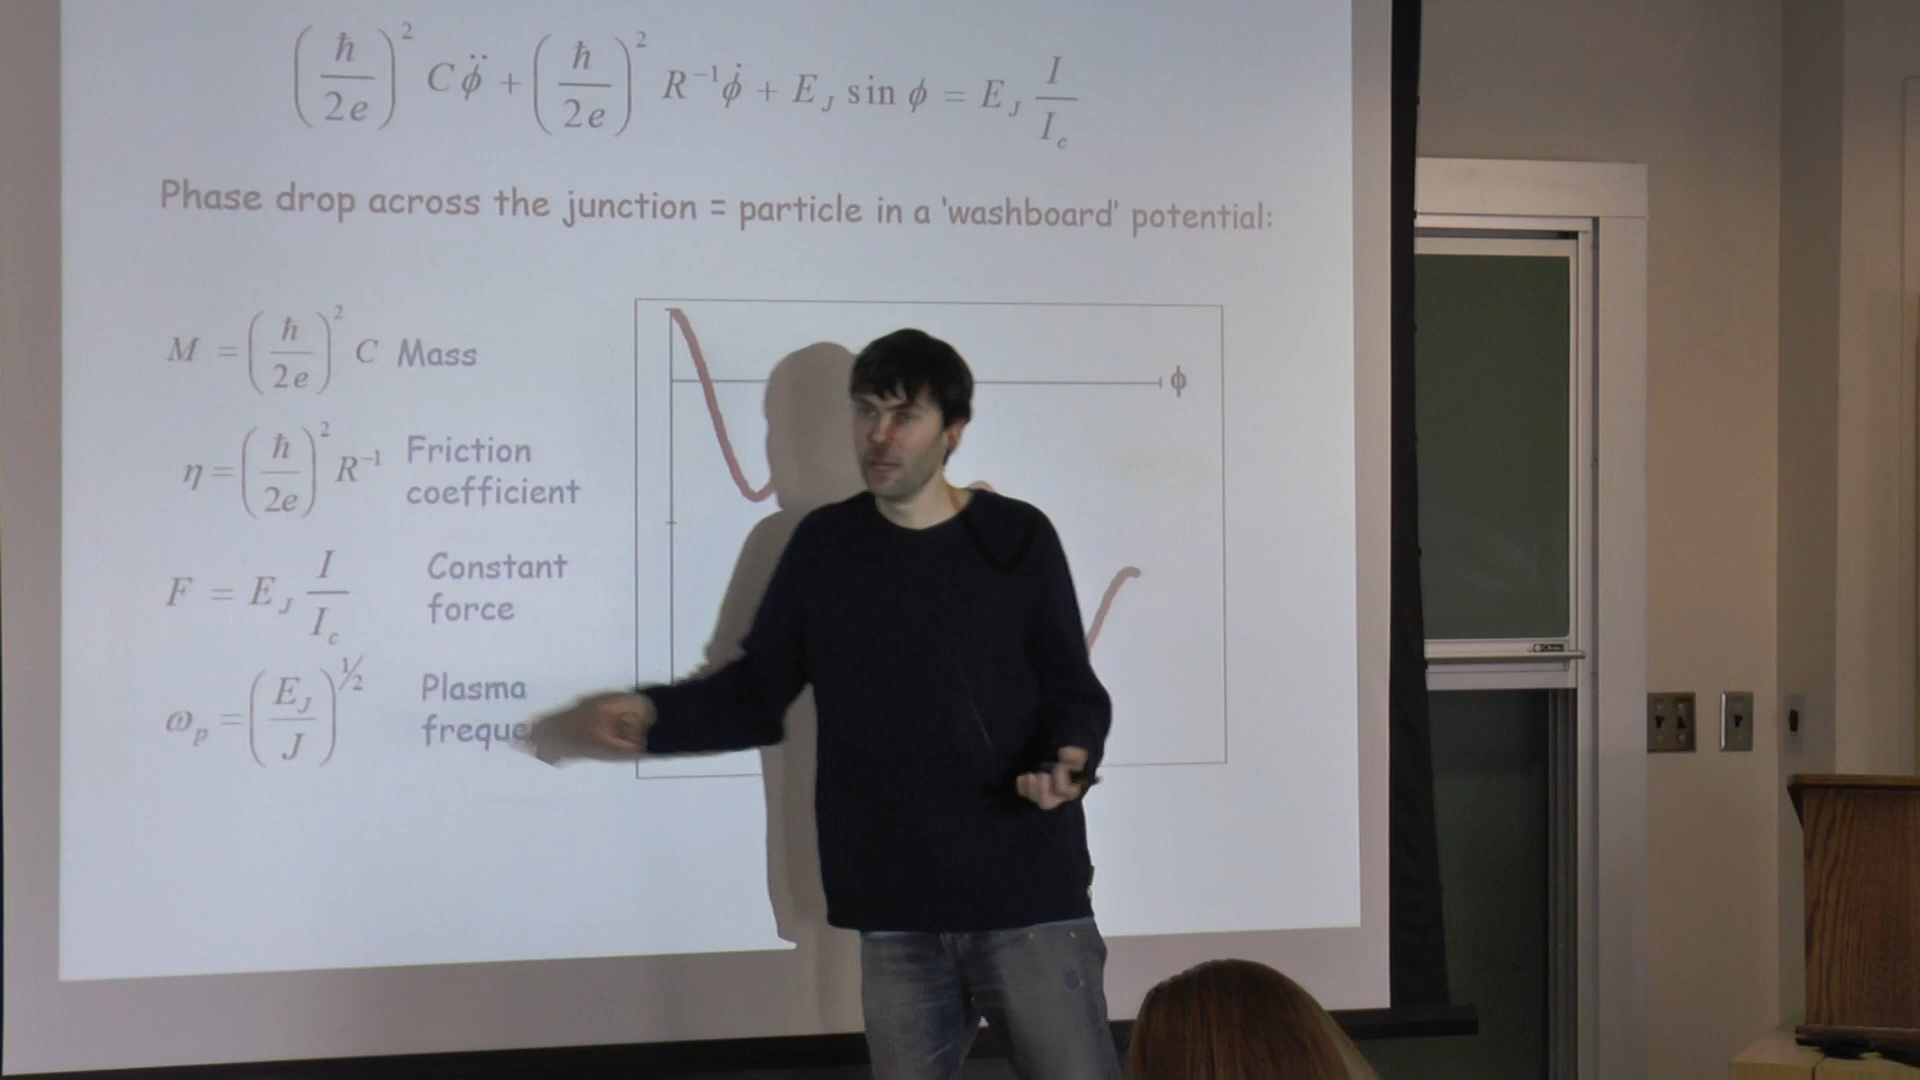 (ħ/2e)² C φ̈ + (ħ/2e)² R⁻¹ φ̇ + E_J sin φ = E_J I/I_c
Phase drop across the junction = particle in a 'washboard' potential:
M = (ħ/2e)² C Mass
η = (ħ/2e)² R⁻¹ Friction
coefficient
F = E_J I/I_c Constant
force
ω_p = (E_J/J)^½ Plasma
freque
ϕ